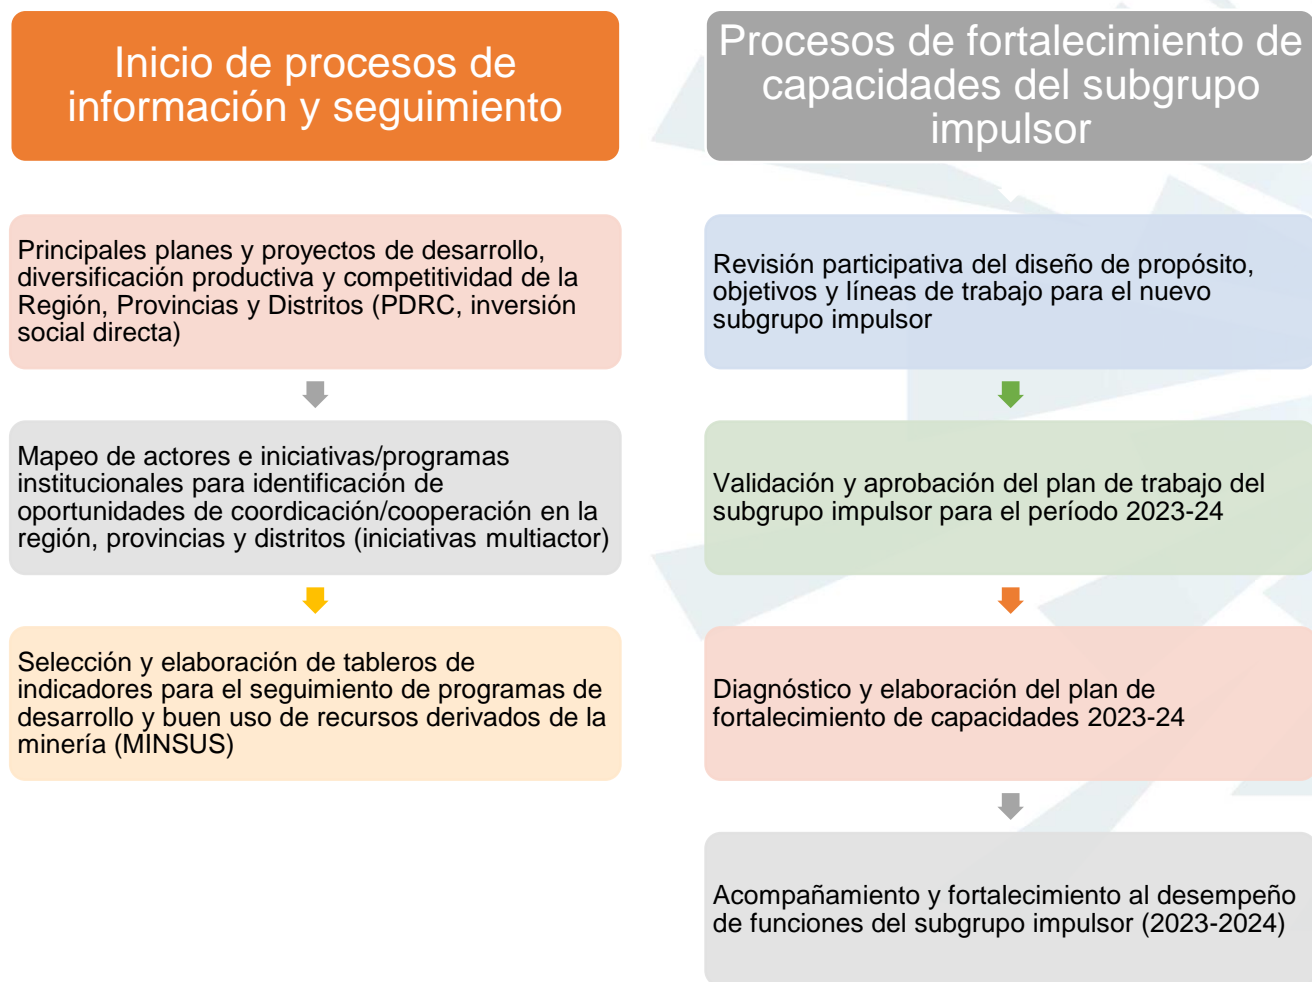 Inicio de procesos de
información y seguimiento
Principales planes y proyectos de desarrollo,
diversificación productiva y competitividad de la
Región, Provincias y Distritos (PDRC, inversión
social directa)
Mapeo de actores e iniciativas/programas
institucionales para identificación de
oportunidades de coordicación/cooperación en la
región, provincias y distritos (iniciativas multiactor)
Selección y elaboración de tableros de
indicadores para el seguimiento de programas de
desarrollo y buen uso de recursos derivados de la
minería (MINSUS)
Procesos de fortalecimiento de
capacidades del subgrupo
impulsor
Revisión participativa del diseño de propósito,
objetivos y líneas de trabajo para el nuevo
subgrupo impulsor
Validación y aprobación del plan de trabajo del
subgrupo impulsor para el período 2023-24
Diagnóstico y elaboración del plan de
fortalecimiento de capacidades 2023-24
Acompañamiento y fortalecimiento al desempeño
de funciones del subgrupo impulsor (2023-2024)